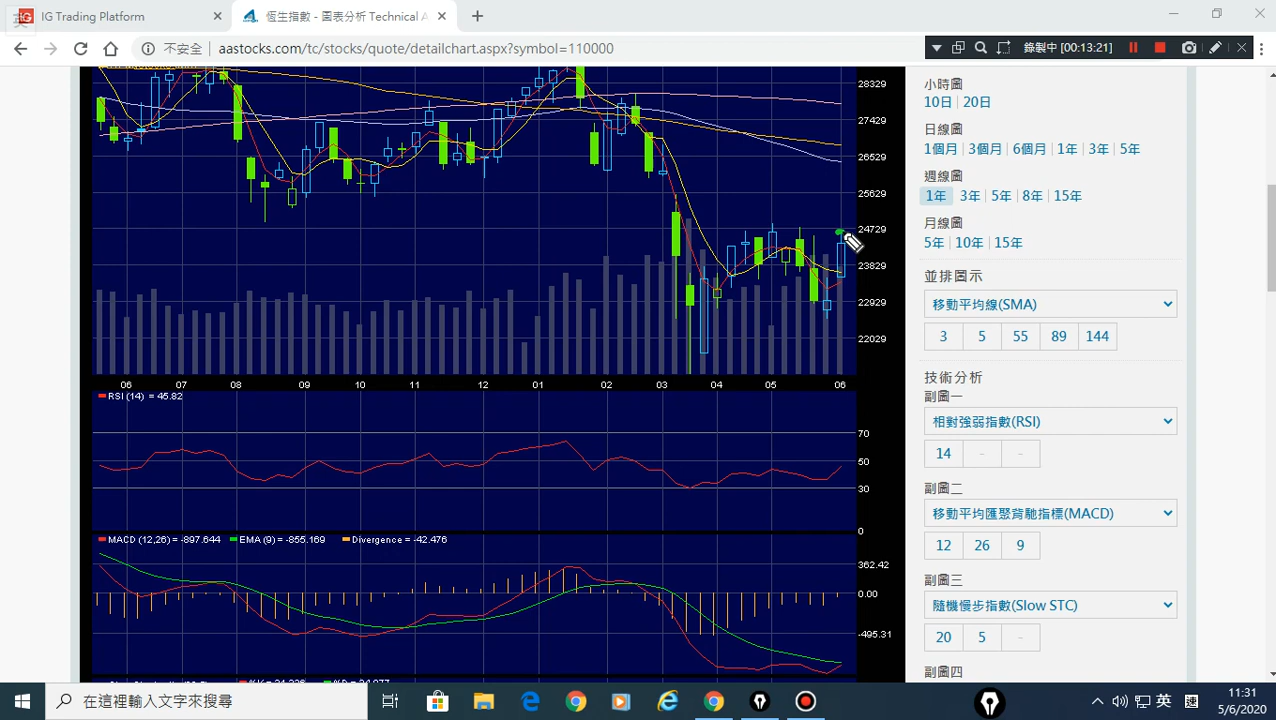 IG Trading Platform
恆生指數 - 圖表分析 Technical A
不安全
aastocks.com/tc/stocks/quote/detailchart.aspx?symbol=110000
錄製中 [00:13:21]
28329
27429
26529
25629
24729
23829
22929
22029
06 07 08 09 10 11 12 01 02 03 04 05 06
RSI (14) = 45.82
70
50
30
0
MACD (12,26) = -897.644 EMA (9) = -855.169 Divergence = -42.476
362.42
0.00
-495.31
小時圖
10日 | 20日
日線圖
1個月 | 3個月 | 6個月 | 1年 | 3年 | 5年
週線圖
1年 3年 | 5年 | 8年 | 15年
月線圖
5年 | 10年 | 15年
並排圖示
移動平均線(SMA)
3 5 55 89 144
技術分析
副圖一
相對強弱指數(RSI)
14 - -
副圖二
移動平均匯聚背馳指標(MACD)
12 26 9
副圖三
隨機慢步指數(Slow STC)
20 5 -
副圖四
在這裡輸入文字來搜尋
英
11:31
5/6/2020